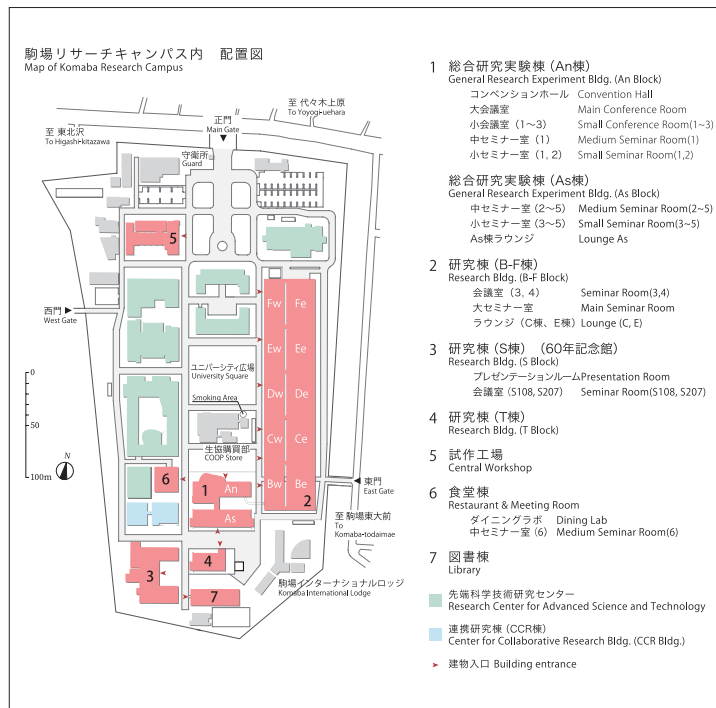 駒場リサーチキャンパス内　配置図
Map of Komaba Research Campus
至 代々木上原
To Yoyogi-uehara
正門
Main Gate
至 東北沢
To Higashi-kitazawa
守衛所
Guard
5
西門
West Gate
Fw Fe
Ew Ee
ユニバーシティ広場
University Square
Dw De
Smoking Area
Cw Ce
生協購買部
COOP Store
0
50
100m
N
6
1 An
As
Bw Be
2
東門
East Gate
至 駒場東大前
To
Komaba-todaimae
4
3
7
駒場インターナショナルロッジ
Komaba International Lodge
1 総合研究実験棟 (An棟)
General Research Experiment Bldg. (An Block)
コンベンションホール Convention Hall
大会議室 Main Conference Room
小会議室 (1〜3) Small Conference Room(1~3)
中セミナー室 (1) Medium Seminar Room(1)
小セミナー室 (1, 2) Small Seminar Room(1,2)
総合研究実験棟 (As棟)
General Research Experiment Bldg. (As Block)
中セミナー室 (2〜5) Medium Seminar Room(2~5)
小セミナー室 (3〜5) Small Seminar Room(3~5)
As棟ラウンジ Lounge As
2 研究棟 (B-F棟)
Research Bldg. (B-F Block)
会議室 (3, 4) Seminar Room(3,4)
大セミナー室 Main Seminar Room
ラウンジ (C棟、E棟) Lounge (C, E)
3 研究棟 (S棟) (60年記念館)
Research Bldg. (S Block)
プレゼンテーションルーム Presentation Room
会議室 (S108, S207) Seminar Room(S108, S207)
4 研究棟 (T棟)
Research Bldg. (T Block)
5 試作工場
Central Workshop
6 食堂棟
Restaurant & Meeting Room
ダイニングラボ Dining Lab
中セミナー室 (6) Medium Seminar Room(6)
7 図書棟
Library
先端科学技術研究センター
Research Center for Advanced Science and Technology
連携研究棟 (CCR棟)
Center for Collaborative Research Bldg. (CCR Bldg.)
建物入口 Building entrance